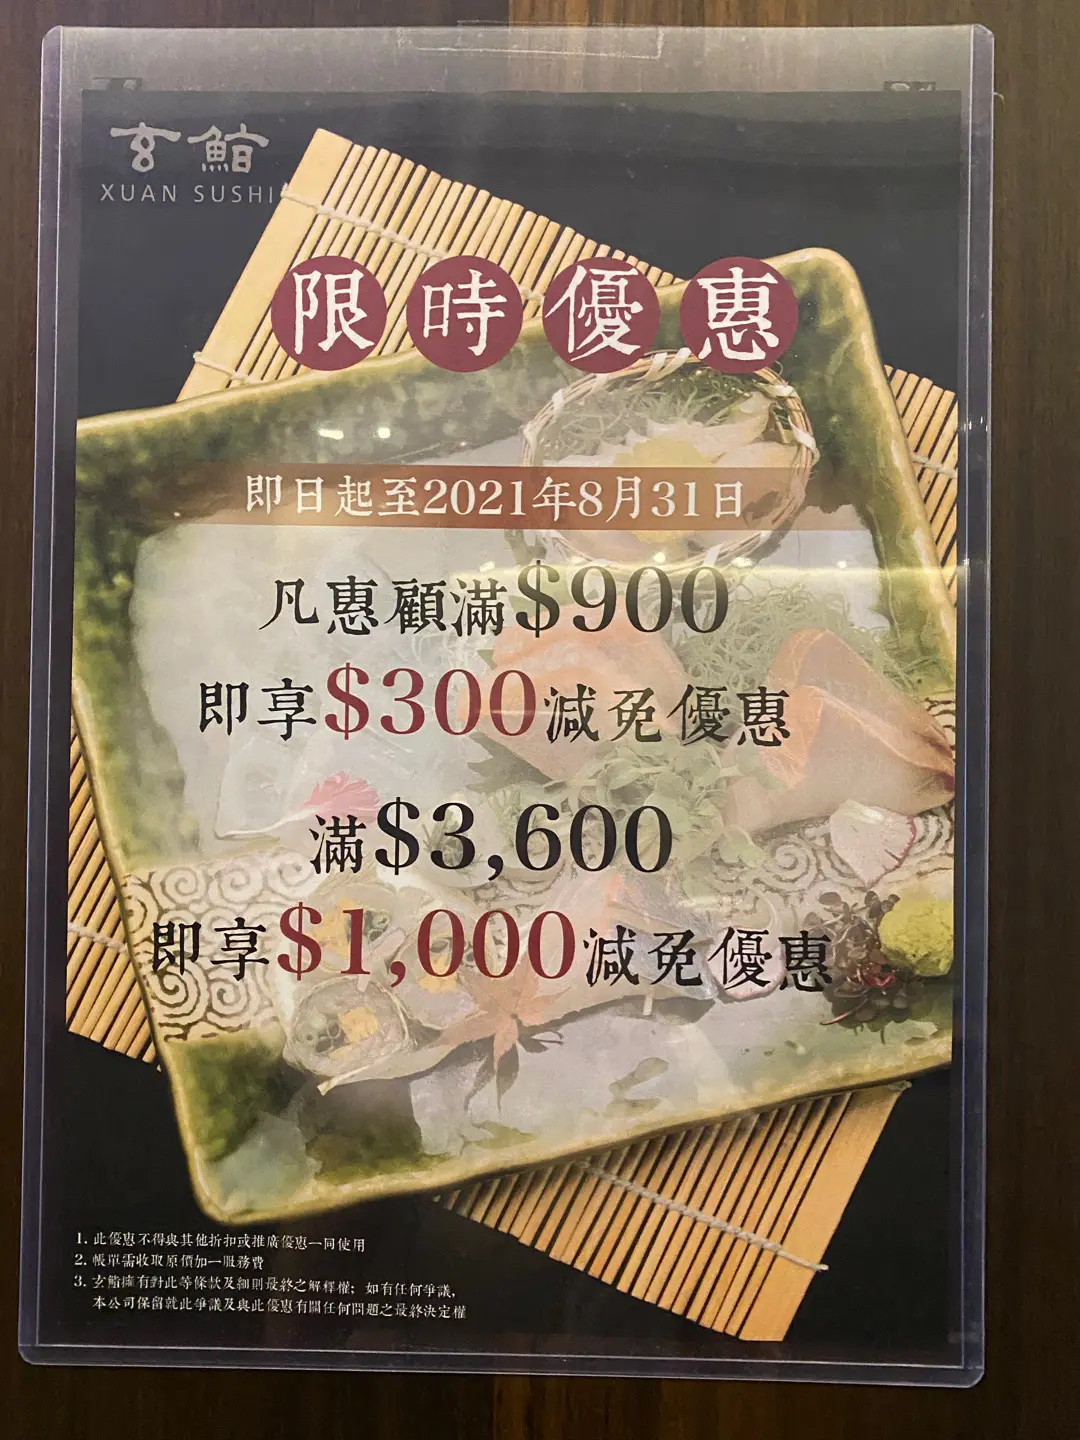 玄鮨
XUAN SUSHI
限時優惠
即日起至2021年8月31日
凡惠顧滿$900
即享$300減免優惠
滿$3,600
即享$1,000減免優惠
1. 此優惠不得與其他折扣或推廣優惠一同使用
2. 帳單需收取原價加一服務費
3. 玄鮨擁有對此等條款及細則最終之解釋權；如有任何爭議，
本公司保留就此爭議及與此優惠有關任何問題之最終決定權